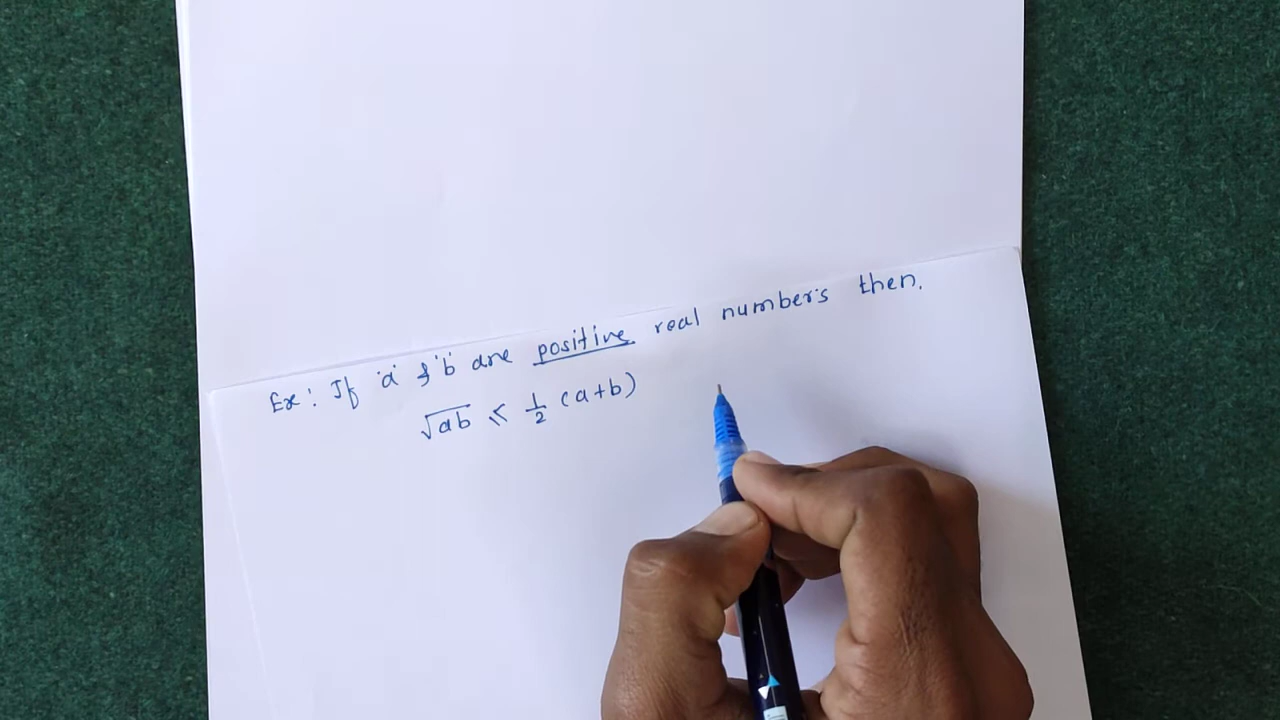 Ex: If 'a' & 'b' are positive real numbers then.
√ab ≤ 1/2 (a+b)